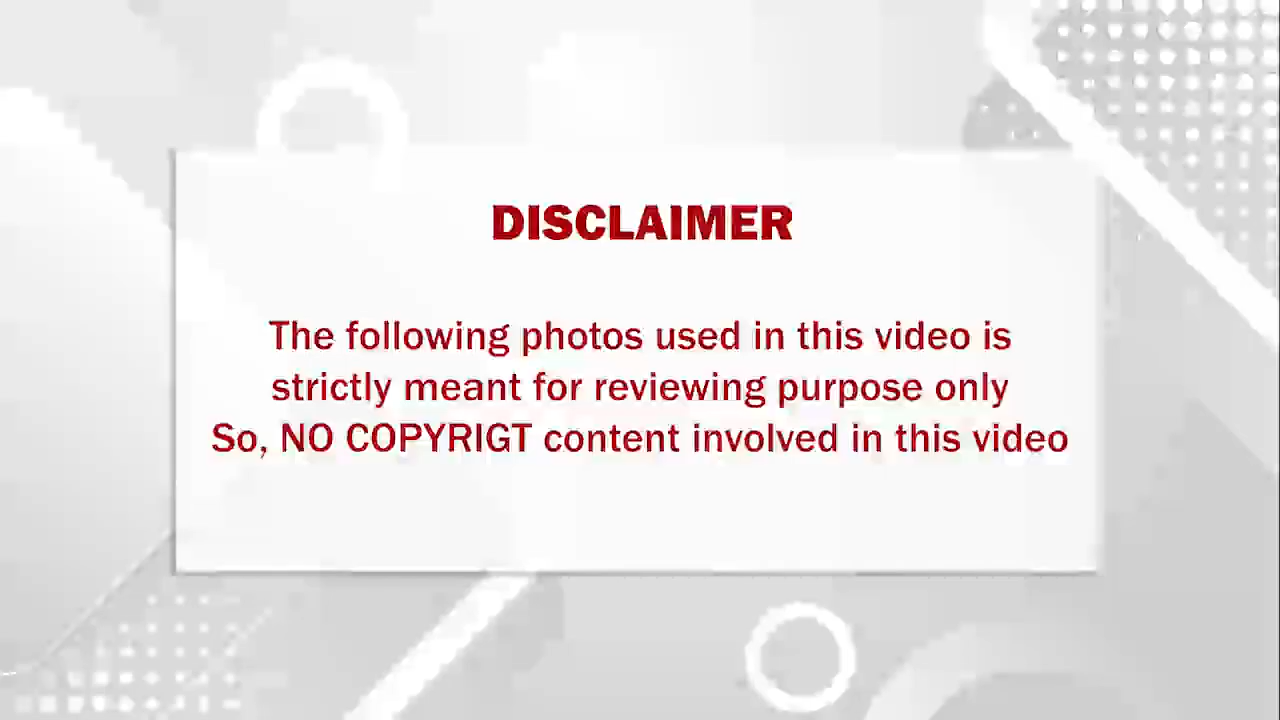 DISCLAIMER
The following photos used in this video is
strictly meant for reviewing purpose only
So, NO COPYRIGT content involved in this video